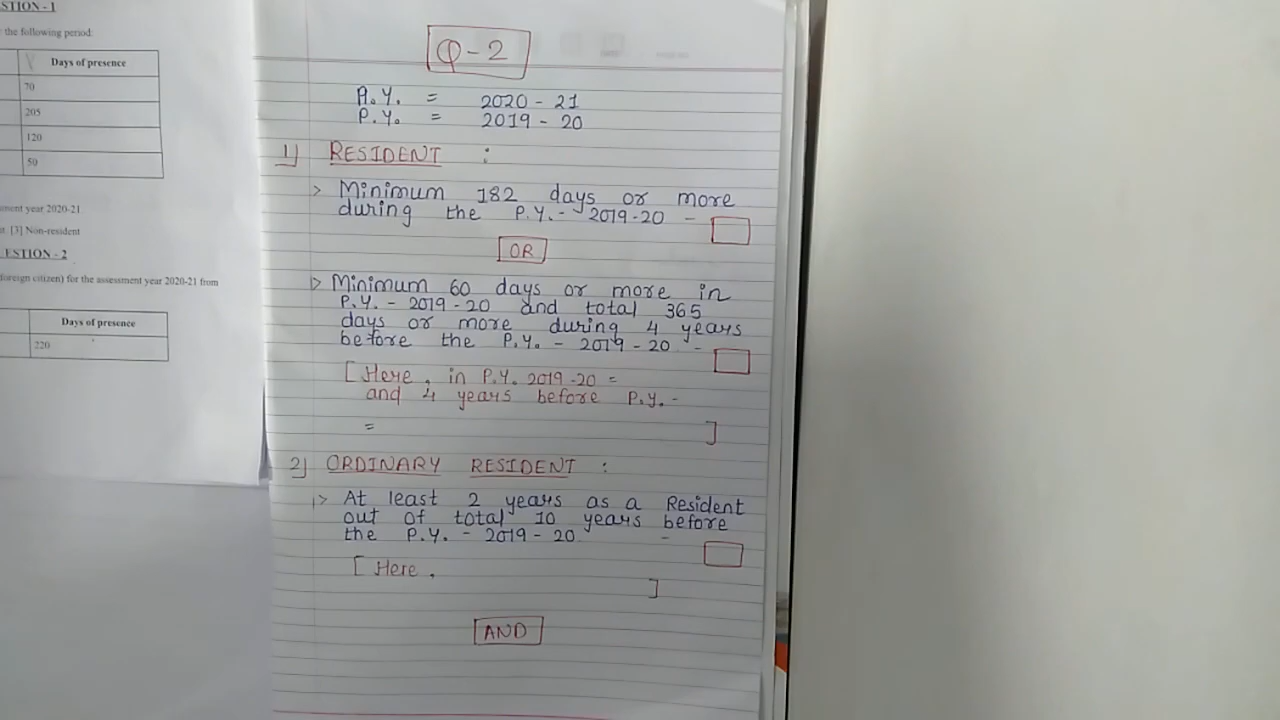 STION - 1
the following period:
Days of presence
70
205
120
50
ment year 2020-21
t. [3] Non-resident
ESTION - 2
foreign citizen) for the assessment year 2020-21 from
Days of presence
220
Q - 2
A.Y. = 2020 - 21
P.Y. = 2019 - 20
1] RESIDENT :
> Minimum 182 days or more
during the P.Y. - 2019-20 -
OR
> Minimum 60 days or more in
P.Y. - 2019-20 and total 365
days or more during 4 years
before the P.Y. - 2019-20 -
[ Here, in P.Y. 2019-20 =
and 4 years before P.Y. -
= ]
2] ORDINARY RESIDENT :
> At least 2 years as a Resident
out of total 10 years before
the P.Y. - 2019-20 -
[ Here,
]
AND